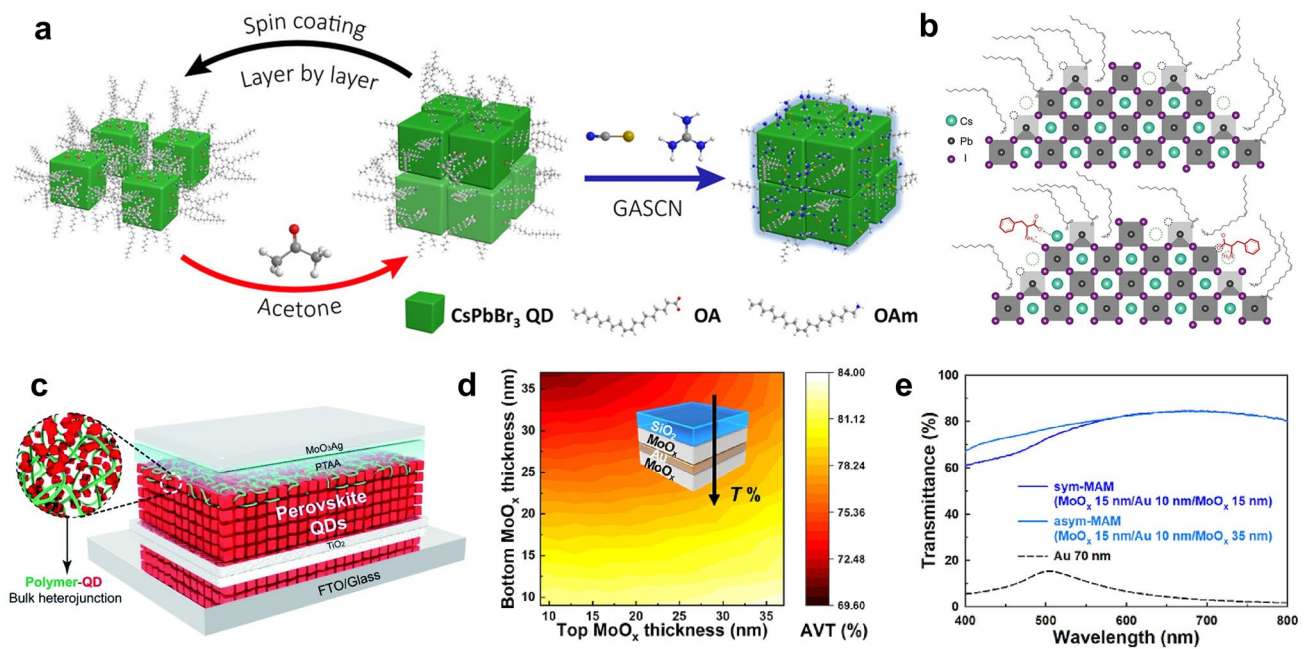 a
Spin coating
Layer by layer
Acetone
GASCN
CsPbBr3 QD
OA
OAm
b
Cs
Pb
I
c
MoO3Ag
PTAA
Perovskite
QDs
TiO2
FTO/Glass
Polymer-QD
Bulk heterojunction
d
Bottom MoOx thickness (nm)
35
30
25
20
15
10
10 15 20 25 30 35
Top MoOx thickness (nm)
SiO2
MoOx
Au
MoOx
T %
84.00
81.12
78.24
75.36
72.48
69.60
AVT (%)
e
Transmittance (%)
100
80
60
40
20
0
400 500 600 700 800
Wavelength (nm)
sym-MAM
(MoOx 15 nm/Au 10 nm/MoOx 15 nm)
asym-MAM
(MoOx 15 nm/Au 10 nm/MoOx 35 nm)
Au 70 nm